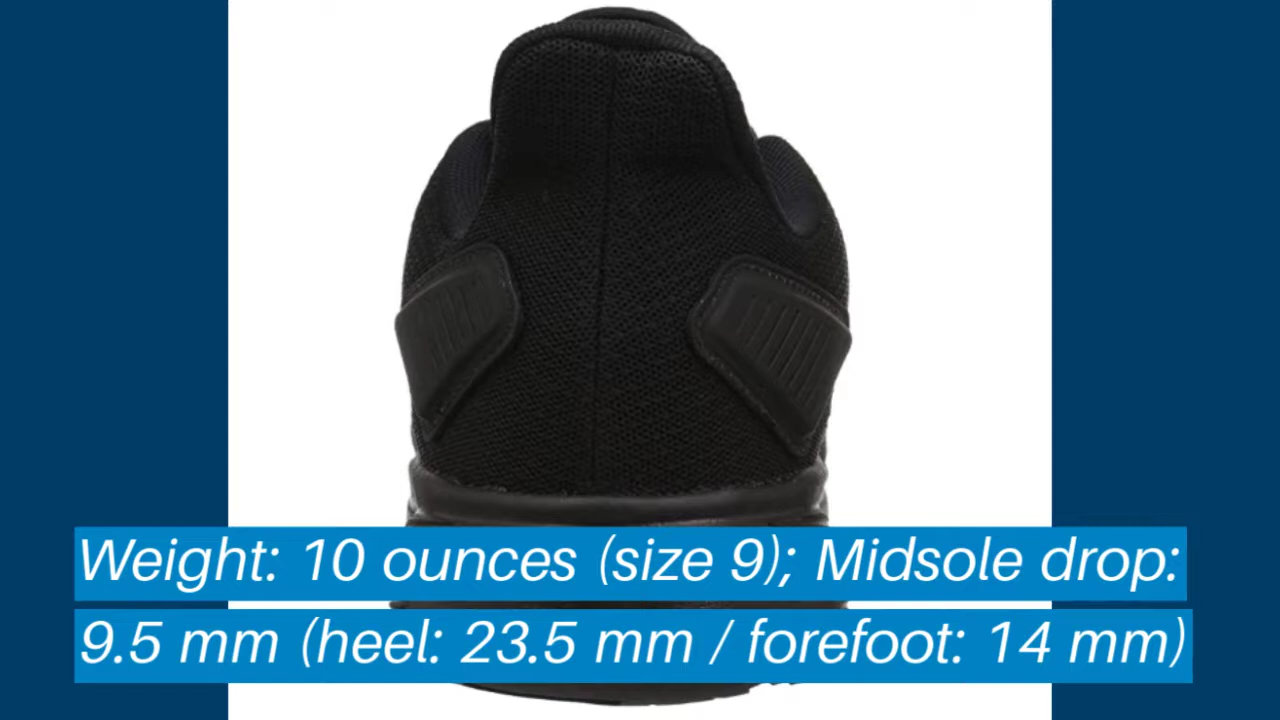 Weight: 10 ounces (size 9); Midsole drop:
9.5 mm (heel: 23.5 mm / forefoot: 14 mm)